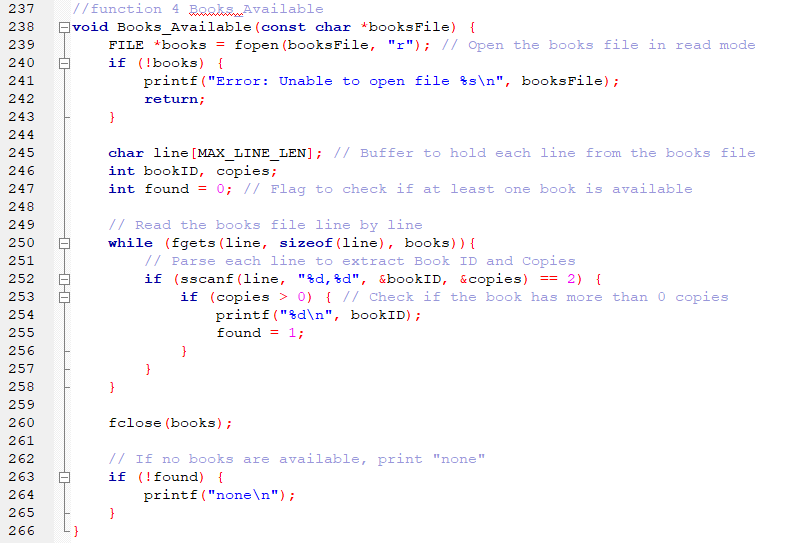 237 //function 4 Books_Available
238 void Books_Available(const char *booksFile) {
239     FILE *books = fopen(booksFile, "r"); // Open the books file in read mode
240     if (!books) {
241         printf("Error: Unable to open file %s\n", booksFile);
242         return;
243     }
244
245     char line[MAX_LINE_LEN]; // Buffer to hold each line from the books file
246     int bookID, copies;
247     int found = 0; // Flag to check if at least one book is available
248
249     // Read the books file line by line
250     while (fgets(line, sizeof(line), books)){
251         // Parse each line to extract Book ID and Copies
252         if (sscanf(line, "%d,%d", &bookID, &copies) == 2) {
253             if (copies > 0) { // Check if the book has more than 0 copies
254                 printf("%d\n", bookID);
255                 found = 1;
256             }
257         }
258     }
259
260     fclose(books);
261
262     // If no books are available, print "none"
263     if (!found) {
264         printf("none\n");
265     }
266 }